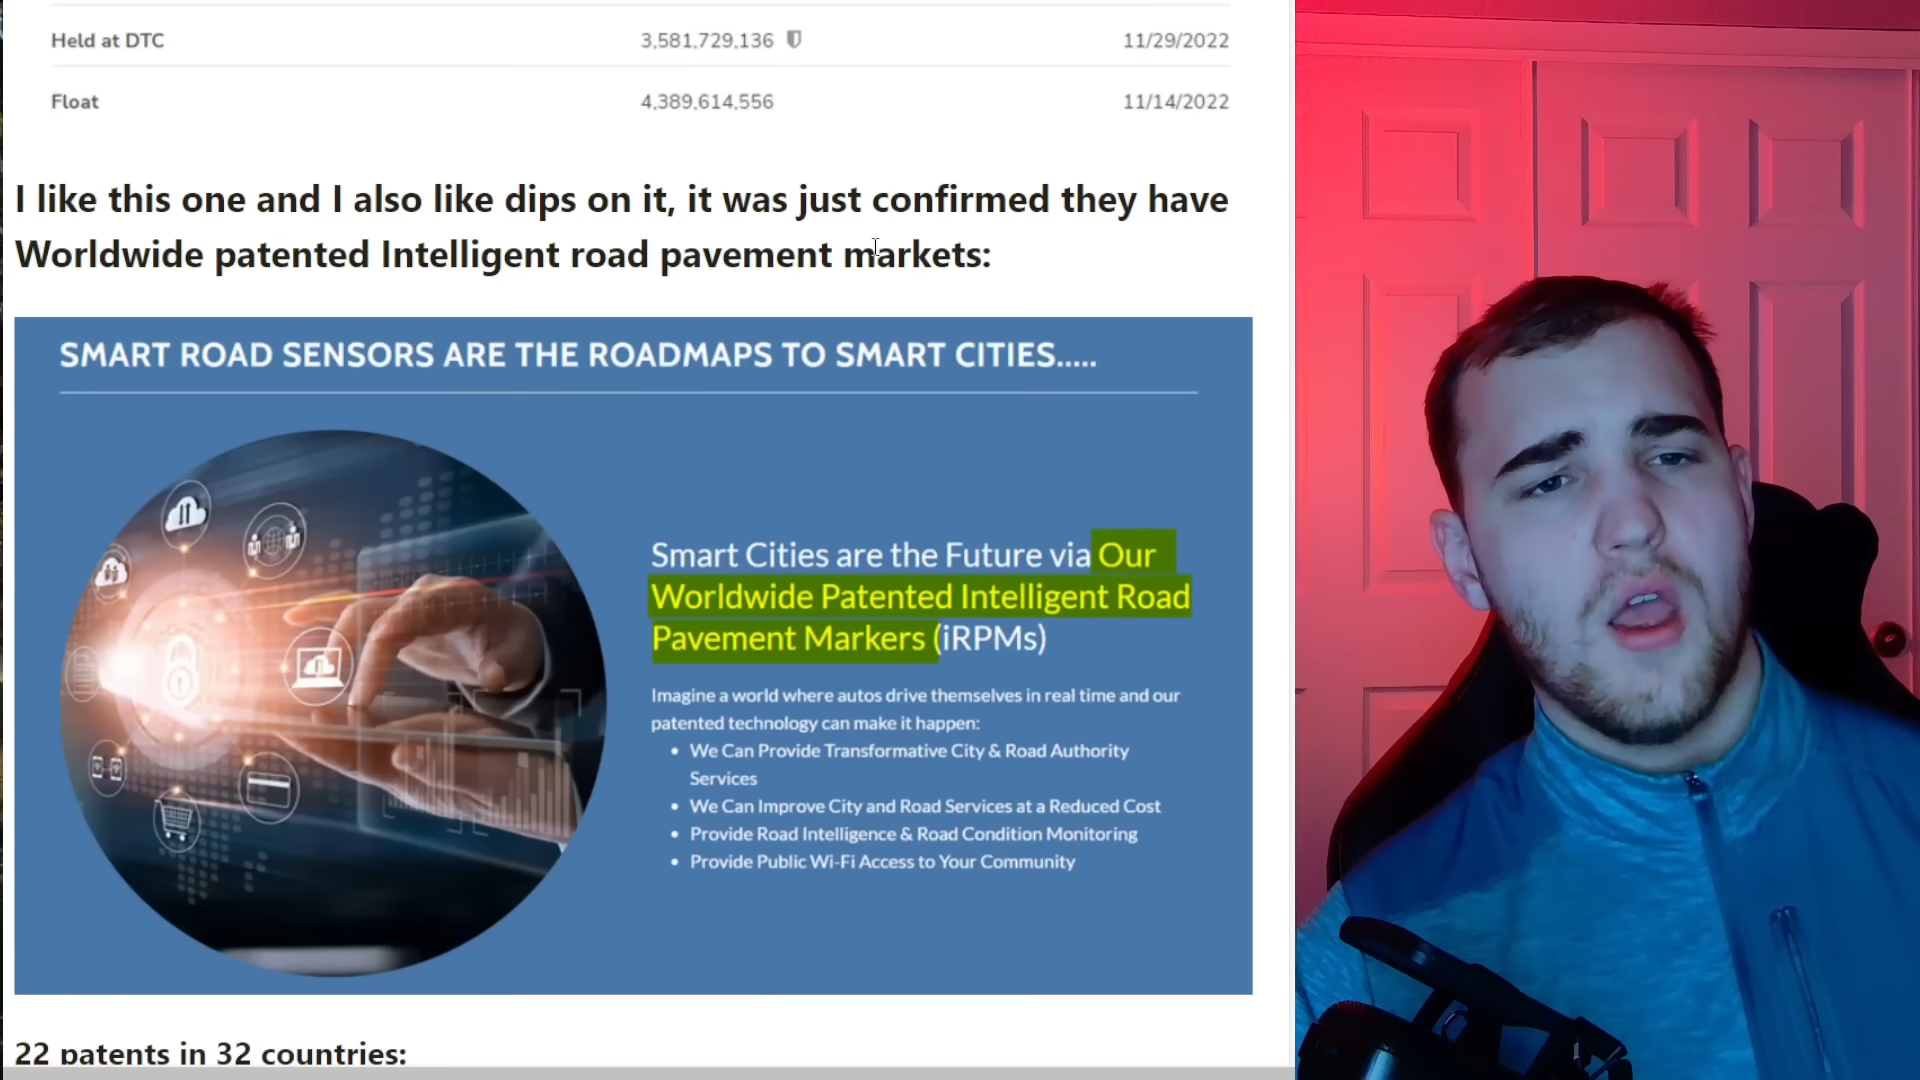 Held at DTC 3,581,729,136 11/29/2022
Float 4,389,614,556 11/14/2022
I like this one and I also like dips on it, it was just confirmed they have
Worldwide patented Intelligent road pavement markets:
SMART ROAD SENSORS ARE THE ROADMAPS TO SMART CITIES.....
Smart Cities are the Future via Our
Worldwide Patented Intelligent Road
Pavement Markers (iRPMs)
Imagine a world where autos drive themselves in real time and our
patented technology can make it happen:
• We Can Provide Transformative City & Road Authority
Services
• We Can Improve City and Road Services at a Reduced Cost
• Provide Road Intelligence & Road Condition Monitoring
• Provide Public Wi-Fi Access to Your Community
22 patents in 32 countries: